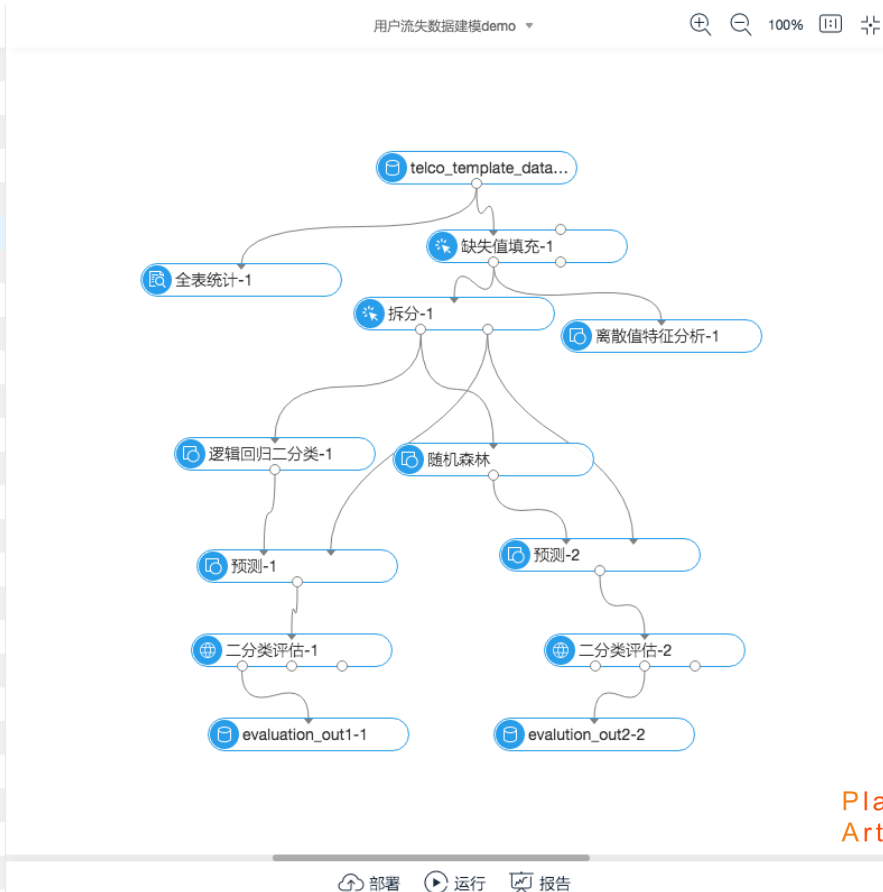 用户流失数据建模demo
100%
telco_template_data...
缺失值填充-1
全表统计-1
拆分-1
离散值特征分析-1
逻辑回归二分类-1
随机森林
预测-1
预测-2
二分类评估-1
二分类评估-2
evaluation_out1-1
evalution_out2-2
Pla
Art
部署
运行
报告